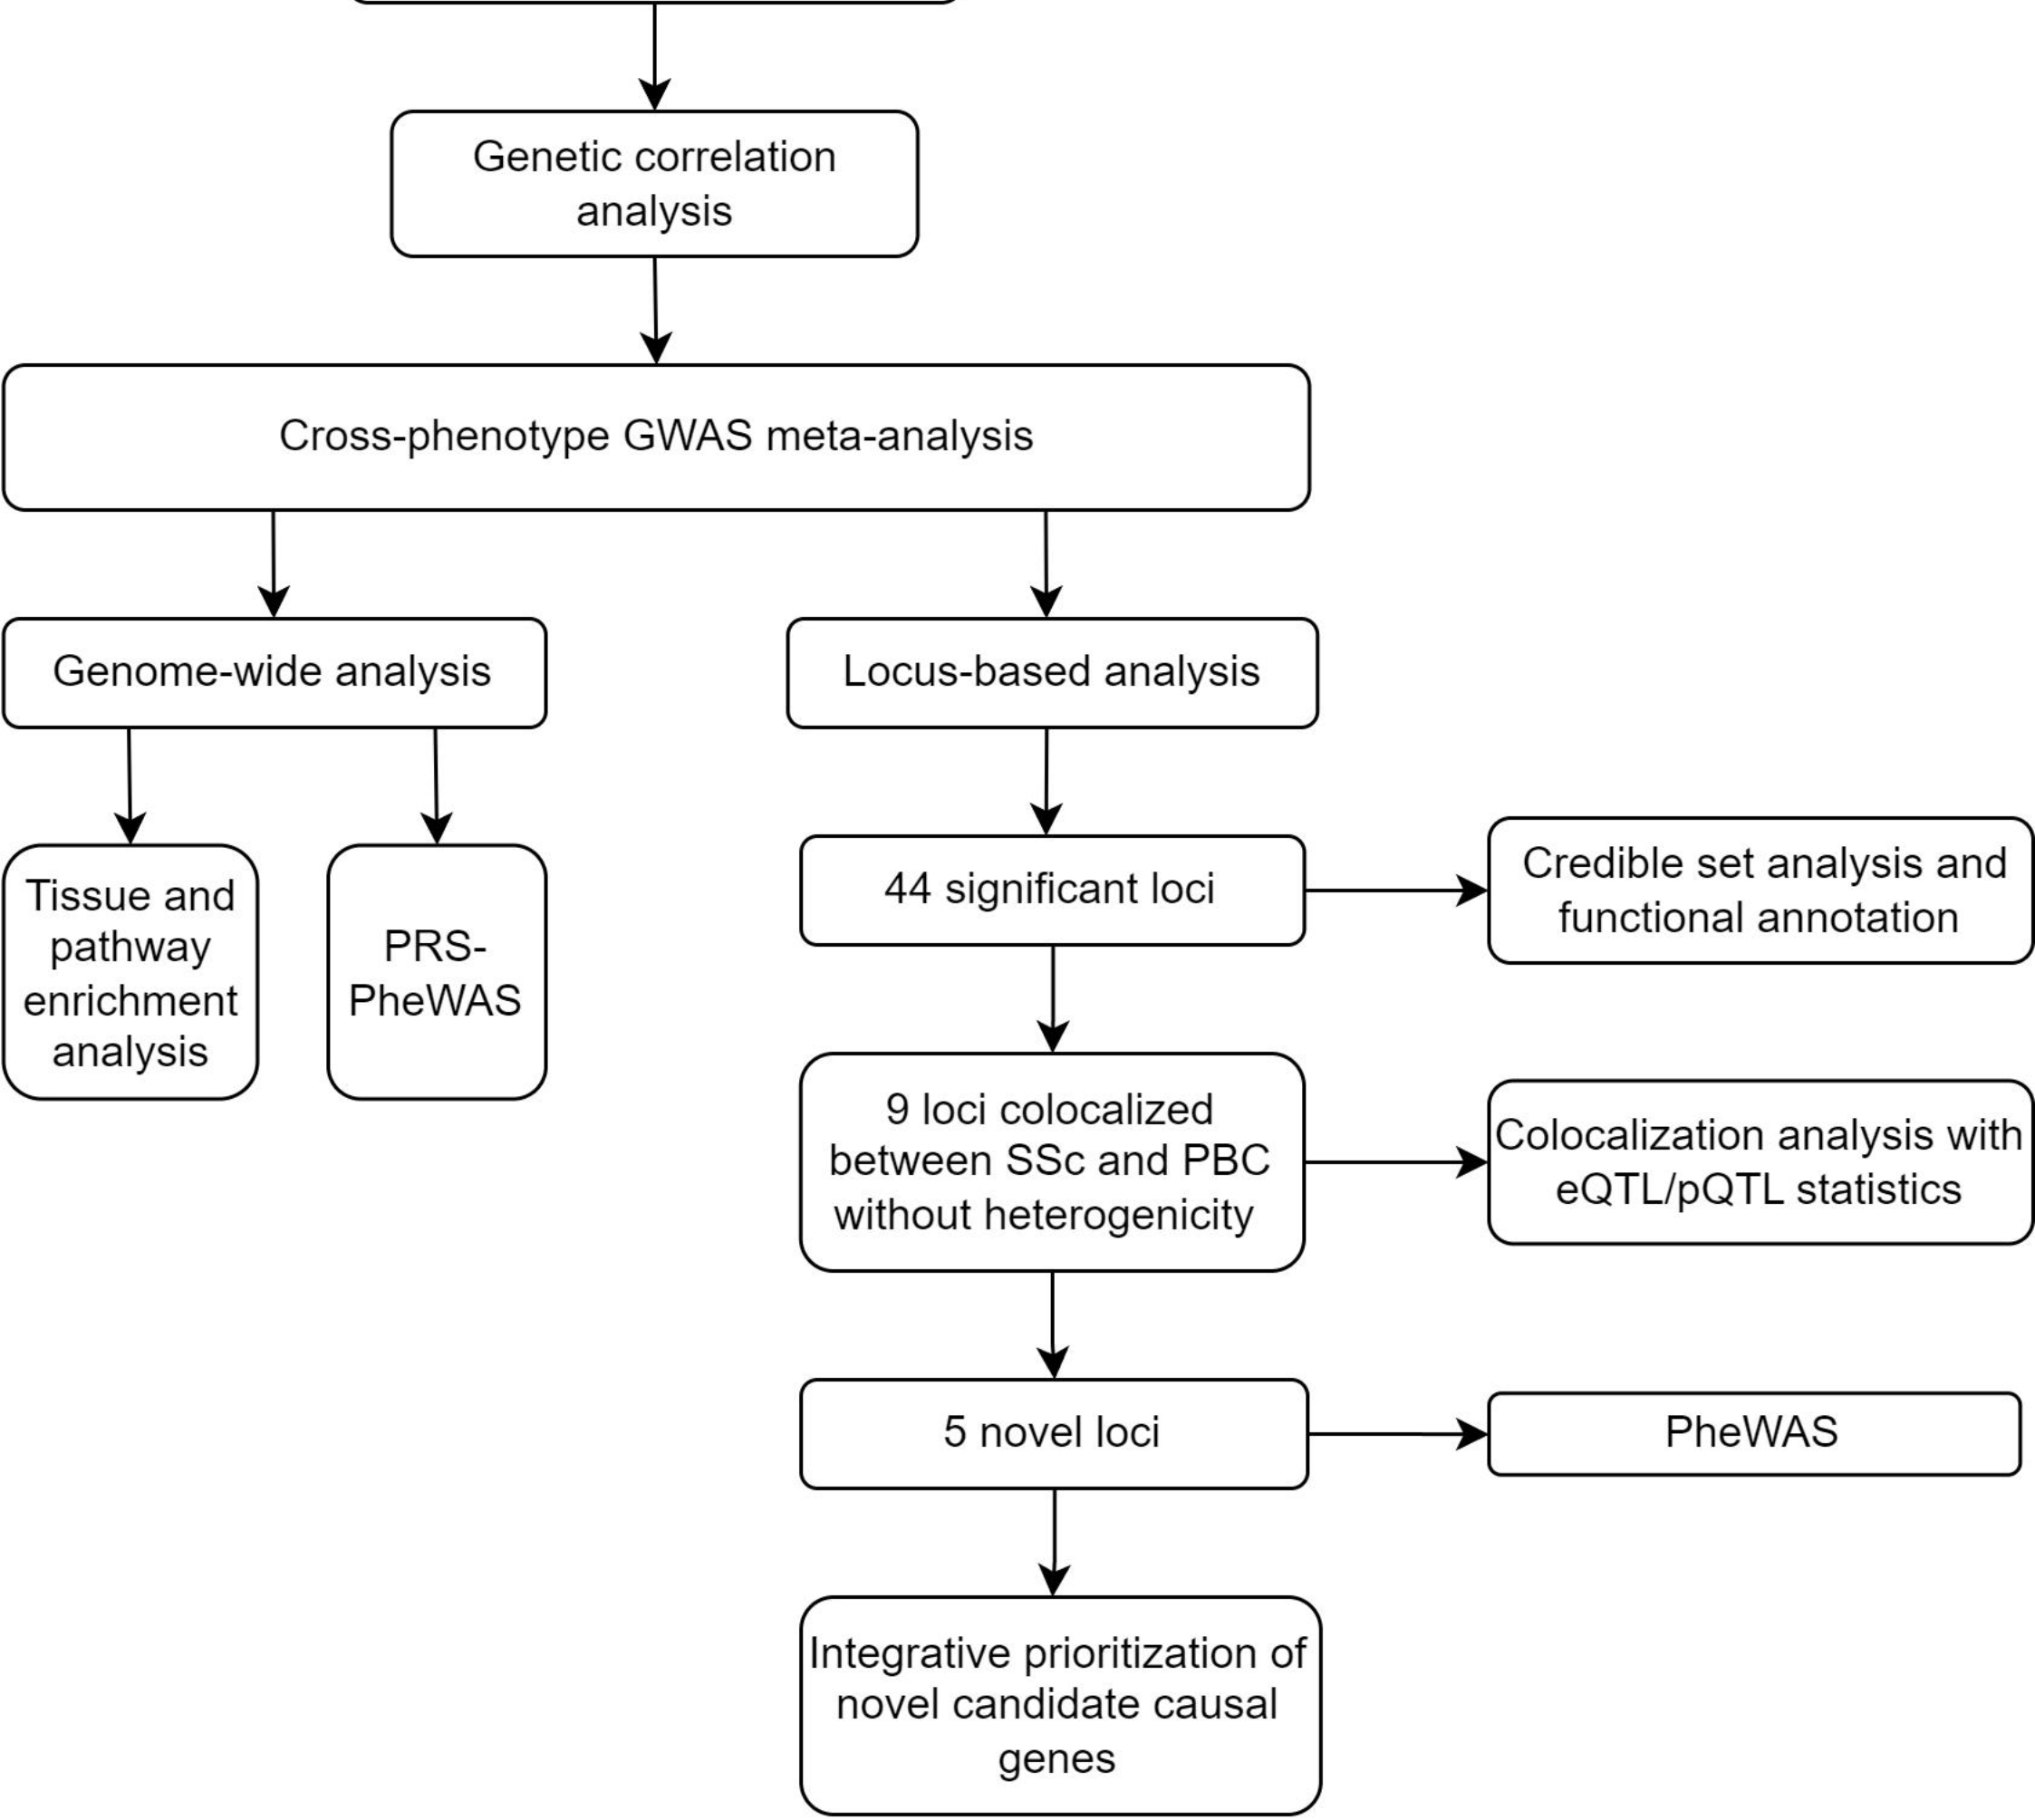 Genetic correlation
analysis
Cross-phenotype GWAS meta-analysis
Genome-wide analysis
Locus-based analysis
Tissue and
pathway
enrichment
analysis
PRS-
PheWAS
44 significant loci
Credible set analysis and
functional annotation
9 loci colocalized
between SSc and PBC
without heterogenicity
Colocalization analysis with
eQTL/pQTL statistics
5 novel loci
PheWAS
Integrative prioritization of
novel candidate causal
genes